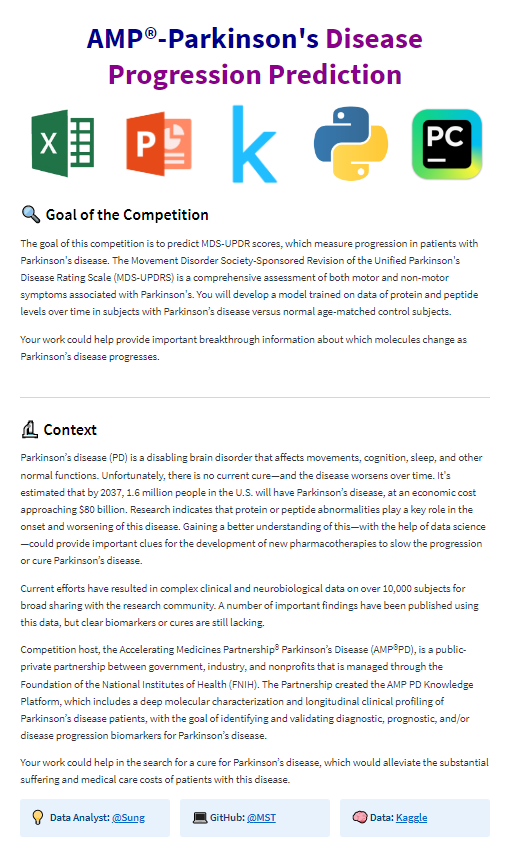 AMP®-Parkinson's Disease
Progression Prediction
X
P
k
PC
Goal of the Competition
The goal of this competition is to predict MDS-UPDR scores, which measure progression in patients with
Parkinson's disease. The Movement Disorder Society-Sponsored Revision of the Unified Parkinson's
Disease Rating Scale (MDS-UPDRS) is a comprehensive assessment of both motor and non-motor
symptoms associated with Parkinson's. You will develop a model trained on data of protein and peptide
levels over time in subjects with Parkinson's disease versus normal age-matched control subjects.
Your work could help provide important breakthrough information about which molecules change as
Parkinson's disease progresses.
Context
Parkinson's disease (PD) is a disabling brain disorder that affects movements, cognition, sleep, and other
normal functions. Unfortunately, there is no current cure—and the disease worsens over time. It's
estimated that by 2037, 1.6 million people in the U.S. will have Parkinson's disease, at an economic cost
approaching $80 billion. Research indicates that protein or peptide abnormalities play a key role in the
onset and worsening of this disease. Gaining a better understanding of this—with the help of data science
—could provide important clues for the development of new pharmacotherapies to slow the progression
or cure Parkinson's disease.
Current efforts have resulted in complex clinical and neurobiological data on over 10,000 subjects for
broad sharing with the research community. A number of important findings have been published using
this data, but clear biomarkers or cures are still lacking.
Competition host, the Accelerating Medicines Partnership® Parkinson's Disease (AMP®PD), is a public-
private partnership between government, industry, and nonprofits that is managed through the
Foundation of the National Institutes of Health (FNIH). The Partnership created the AMP PD Knowledge
Platform, which includes a deep molecular characterization and longitudinal clinical profiling of
Parkinson's disease patients, with the goal of identifying and validating diagnostic, prognostic, and/or
disease progression biomarkers for Parkinson's disease.
Your work could help in the search for a cure for Parkinson's disease, which would alleviate the substantial
suffering and medical care costs of patients with this disease.
Data Analyst: @Sung
GitHub: @MST
Data: Kaggle